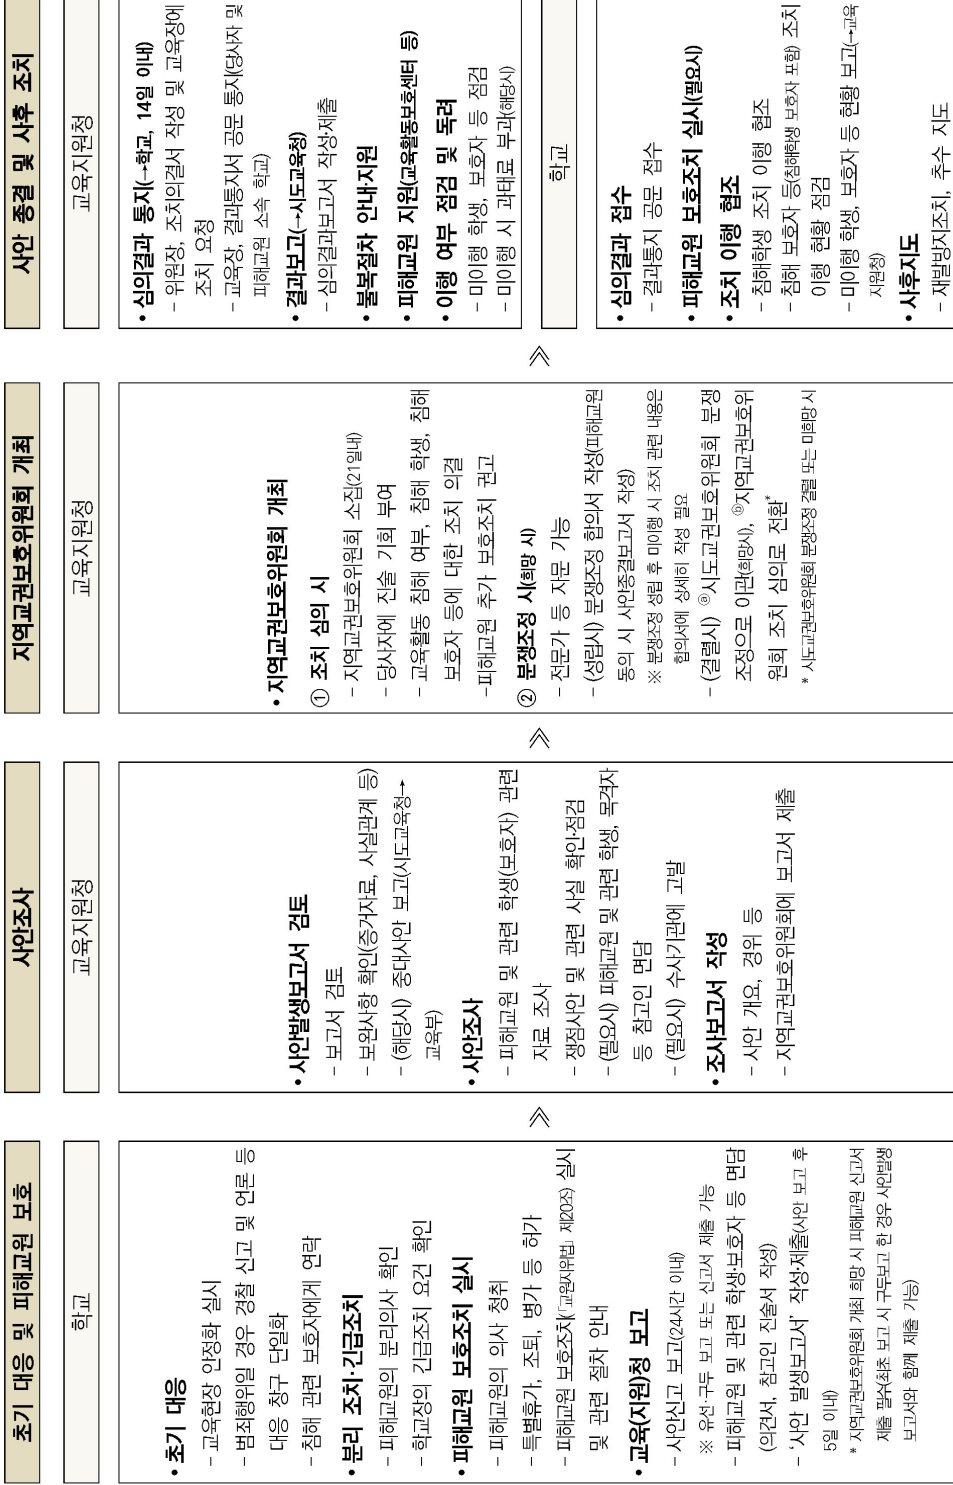 초기 대응 및 피해교원 보호
학교
• 초기 대응
- 교육현장 안정화 실시
- 범죄행위일 경우 경찰 신고 및 언론 등
대응 창구 단일화
- 침해 관련 보호자에게 연락
• 분리 조치·긴급조치
- 피해교원의 분리의사 확인
- 학교장의 긴급조치 요건 확인
• 피해교원 보호조치 실시
- 피해교원의 의사 청취
- 특별휴가, 조퇴, 병가 등 허가
- 피해교원 보호조치(「교원지위법」 제20조) 실시
및 관련 절차 안내
• 교육(지원)청 보고
- 사안신고 보고(24시간 이내)
※ 유선·구두 보고 또는 신고서 제출 가능
- 피해교원 및 관련 학생·보호자 등 면담
(의견서, 참고인 진술서 작성)
- '사안 발생보고서' 작성·제출(사안 보고 후
5일 이내)
* 지역교권보호위원회 개최 희망 시 피해교원 신고서
제출 필수(최초 보고 시 구두보고 한 경우 사안발생
보고서와 함께 제출 가능)
≫
사안조사
교육지원청
• 사안발생보고서 검토
- 보고서 검토
- 보완사항 확인(증거자료, 사실관계 등)
- (해당시) 중대사안 보고(시도교육청→
교육부)
• 사안조사
- 피해교원 및 관련 학생(보호자) 관련
자료 조사
- 쟁점사안 및 관련 사실 확인·점검
- (필요시) 피해교원 및 관련 학생, 목격자
등 참고인 면담
- (필요시) 수사기관에 고발
• 조사보고서 작성
- 사안 개요, 경위 등
- 지역교권보호위원회에 보고서 제출
≫
지역교권보호위원회 개최
교육지원청
• 지역교권보호위원회 개최
① 조치 심의 시
- 지역교권보호위원회 소집(21일내)
- 당사자에 진술 기회 부여
- 교육활동 침해 여부, 침해 학생, 침해
보호자 등에 대한 조치 의결
-피해교원 추가 보호조치 권고
② 분쟁조정 시(희망 시)
- 전문가 등 자문 가능
- (성립시) 분쟁조정 합의서 작성(피해교원
동의 시 사안종결보고서 작성)
※ 분쟁조정 성립 후 미이행 시 조치 관련 내용은
합의서에 상세히 작성 필요
- (결렬시) ⓐ시도교권보호위원회 분쟁
조정으로 이관(희망시), ⓑ지역교권보호위
원회 조치 심의로 전환*
* 시도교권보호위원회 분쟁조정 결렬 또는 미희망 시
≫
사안 종결 및 사후 조치
교육지원청
• 심의결과 통지(→학교, 14일 이내)
- 위원장, 조치의결서 작성 및 교육장에
조치 요청
- 교육장, 결과통지서 공문 통지(당사자 및
피해교원 소속 학교)
• 결과보고(→시도교육청)
- 심의결과보고서 작성·제출
• 불복절차 안내·지원
• 피해교원 지원(교육활동보호센터 등)
• 이행 여부 점검 및 독려
- 미이행 학생, 보호자 등 점검
- 미이행 시 과태료 부과(해당시)
학교
• 심의결과 접수
- 결과통지 공문 접수
• 피해교원 보호조치 실시(필요시)
• 조치 이행 협조
- 침해학생 조치 이행 협조
- 침해 보호자 등(침해학생 보호자 포함) 조치
이행 현황 점검
- 미이행 학생, 보호자 등 현황 보고(→교육
지원청)
• 사후지도
- 재발방지조치, 추수 지도